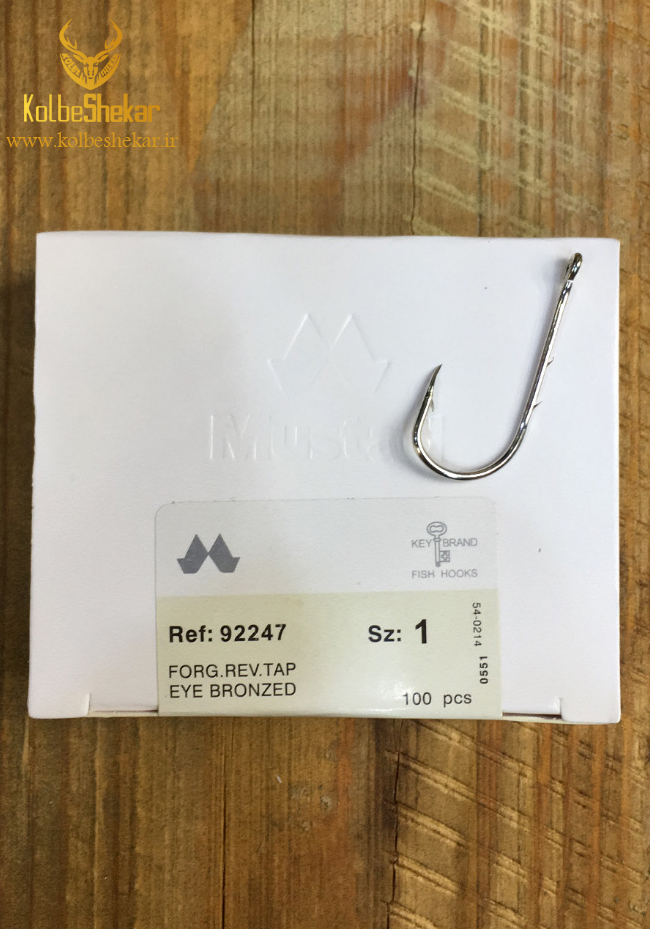 KolbeShekar
www.kolbeshekar.ir
Mustad
KEY BRAND
FISH HOOKS
Ref: 92247
Sz: 1
FORG.REV.TAP
EYE BRONZED
100 pcs
54-0214
0551